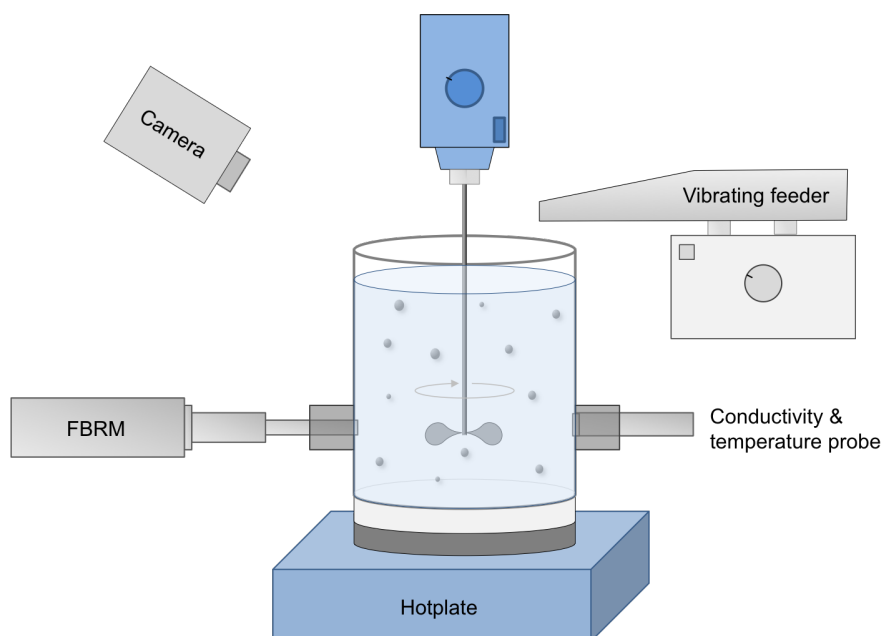 Camera
Vibrating feeder
FBRM
Conductivity &
temperature probe
Hotplate